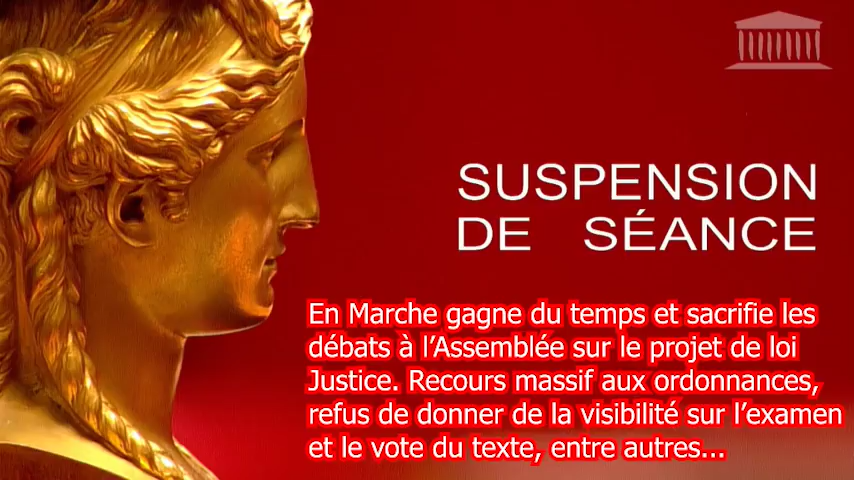 SUSPENSION
DE SÉANCE
En Marche gagne du temps et sacrifie les
débats à l’Assemblée sur le projet de loi
Justice. Recours massif aux ordonnances,
refus de donner de la visibilité sur l’examen
et le vote du texte, entre autres...